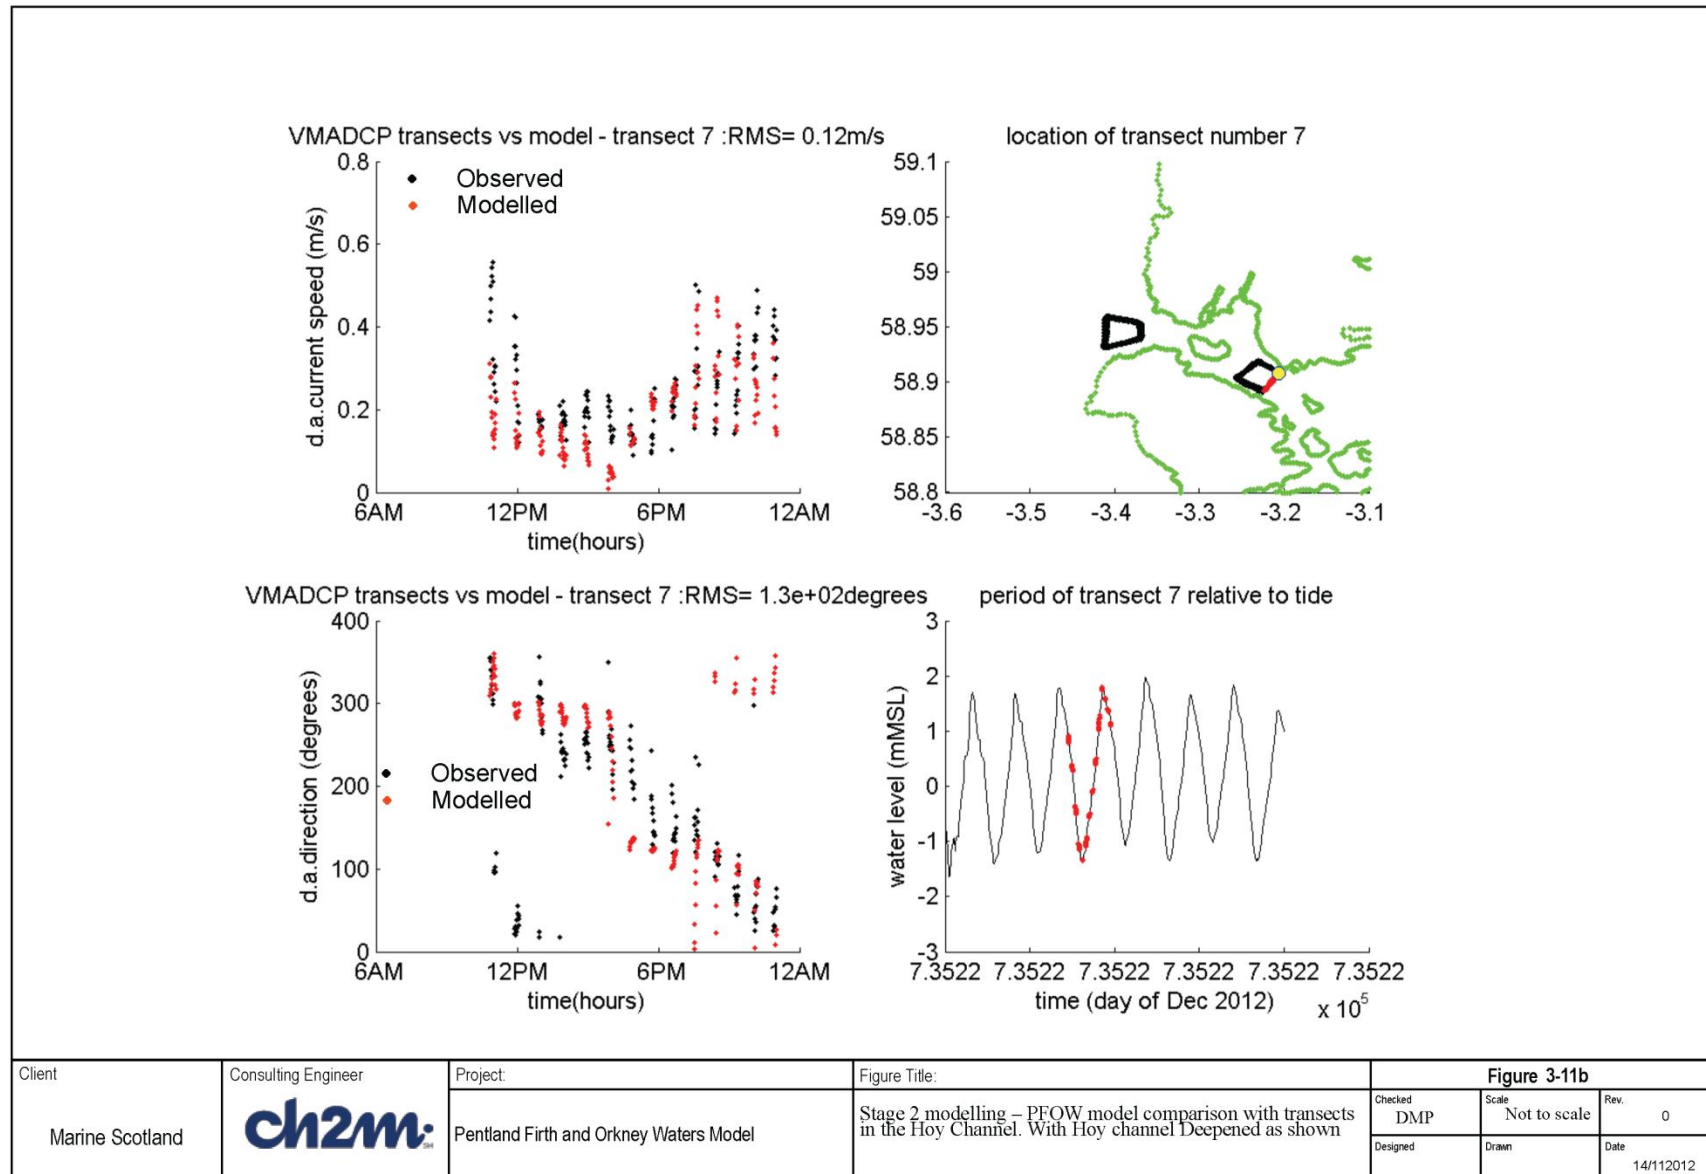 VMADCP transects vs model - transect 7 :RMS= 0.12m/s
0.8
0.6
0.4
0.2
0
d.a.current speed (m/s)
Observed
Modelled
6AM 12PM 6PM 12AM
time(hours)
location of transect number 7
59.1
59.05
59
58.95
58.9
58.85
58.8
-3.6 -3.5 -3.4 -3.3 -3.2 -3.1
VMADCP transects vs model - transect 7 :RMS= 1.3e+02degrees
400
300
200
100
0
d.a.direction (degrees)
Observed
Modelled
6AM 12PM 6PM 12AM
time(hours)
period of transect 7 relative to tide
3
2
1
0
-1
-2
-3
water level (mMSL)
7.3522 7.3522 7.3522 7.3522 7.3522 7.3522
time (day of Dec 2012)
x 10⁵
Client
Marine Scotland
Consulting Engineer
ch2m:
SM
Project:
Pentland Firth and Orkney Waters Model
Figure Title:
Stage 2 modelling – PFOW model comparison with transects
in the Hoy Channel. With Hoy channel Deepened as shown
Figure 3-11b
Checked
DMP
Scale
Not to scale
Rev.
0
Designed
Drawn
Date
14/112012